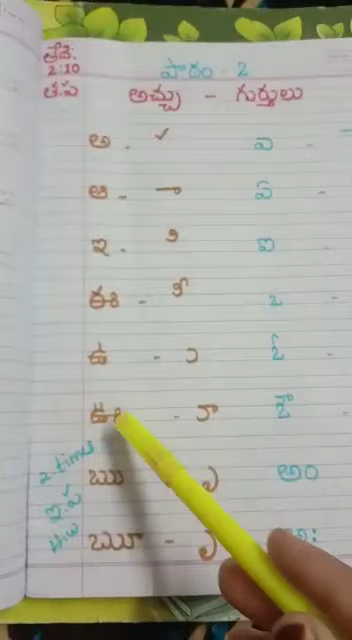 తేది:
2:10
త.ప
పాఠం - 2
అచ్చు - గుర్తులు
అ - ✓ ఎ -
ఆ - ా ఏ -
ఇ - ి ఐ -
ఈ - ీ ఒ -
ఉ - ు ఓ -
ఊ - ూ ఔ -
ఋ - ృ అం
ౠ - ౄ
2 times
ఇ.ప
H.W